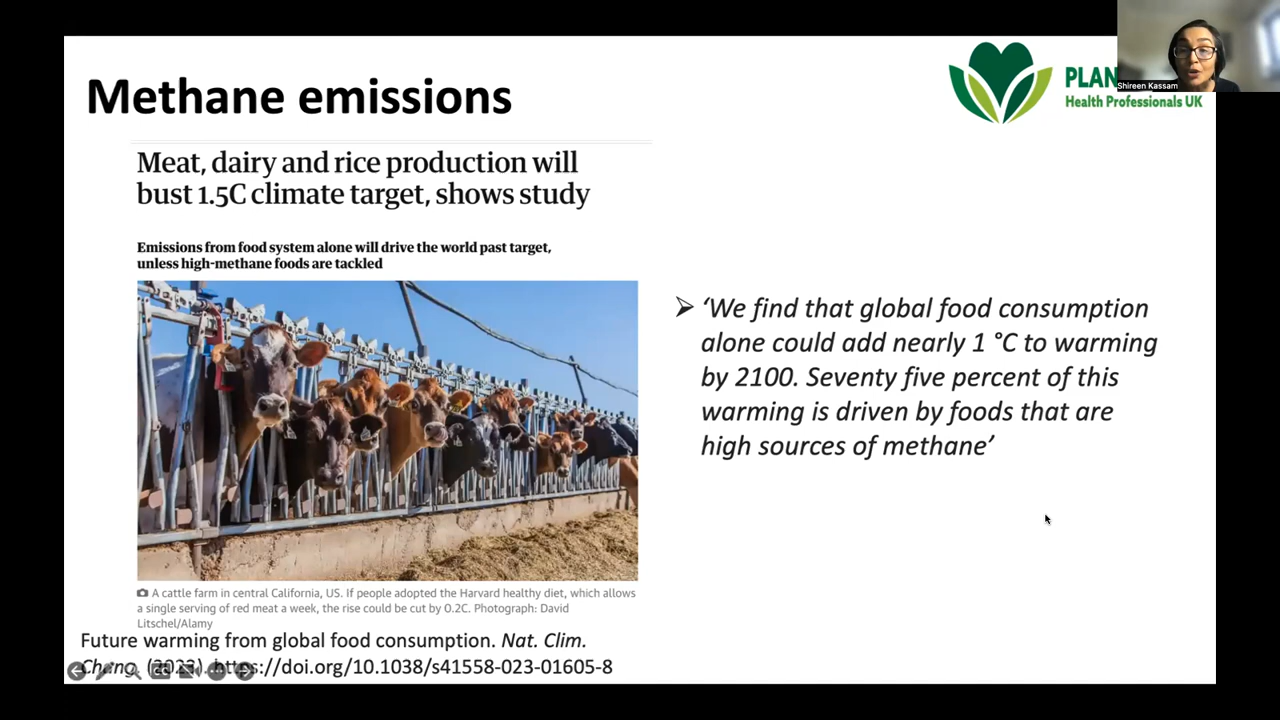 Methane emissions
PLAN
Health Professionals UK
Shireen Kassam
Meat, dairy and rice production will
bust 1.5C climate target, shows study
Emissions from food system alone will drive the world past target,
unless high-methane foods are tackled
➢ ‘We find that global food consumption
alone could add nearly 1 °C to warming
by 2100. Seventy five percent of this
warming is driven by foods that are
high sources of methane’
A cattle farm in central California, US. If people adopted the Harvard healthy diet, which allows
a single serving of red meat a week, the rise could be cut by 0.2C. Photograph: David
Litschel/Alamy
Future warming from global food consumption. Nat. Clim.
Chang. (2023). https://doi.org/10.1038/s41558-023-01605-8